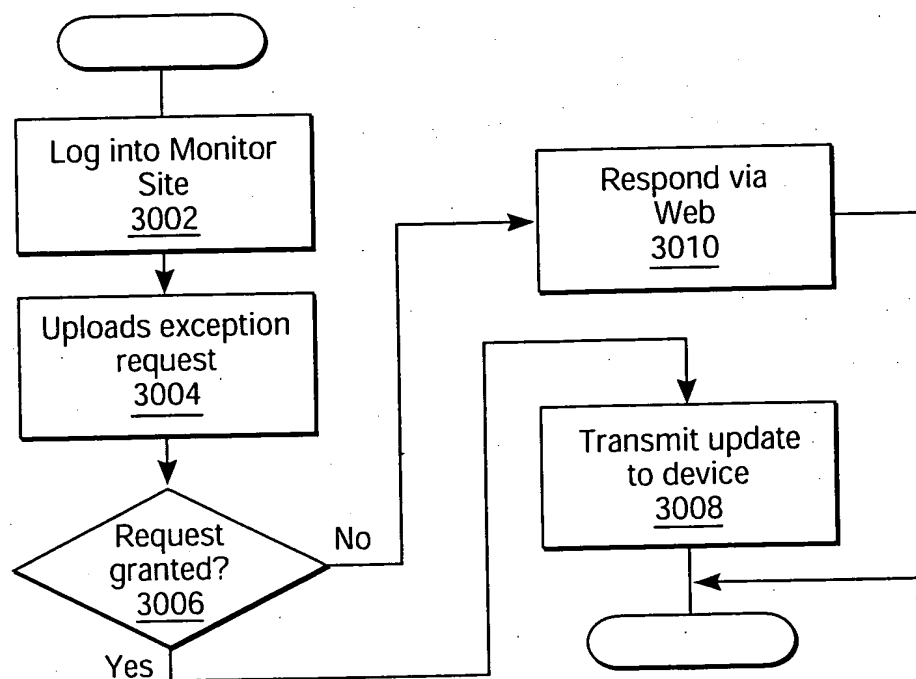 Log into Monitor
Site
3002
Uploads exception
request
3004
Request
granted?
3006
No
Yes
Respond via
Web
3010
Transmit update
to device
3008